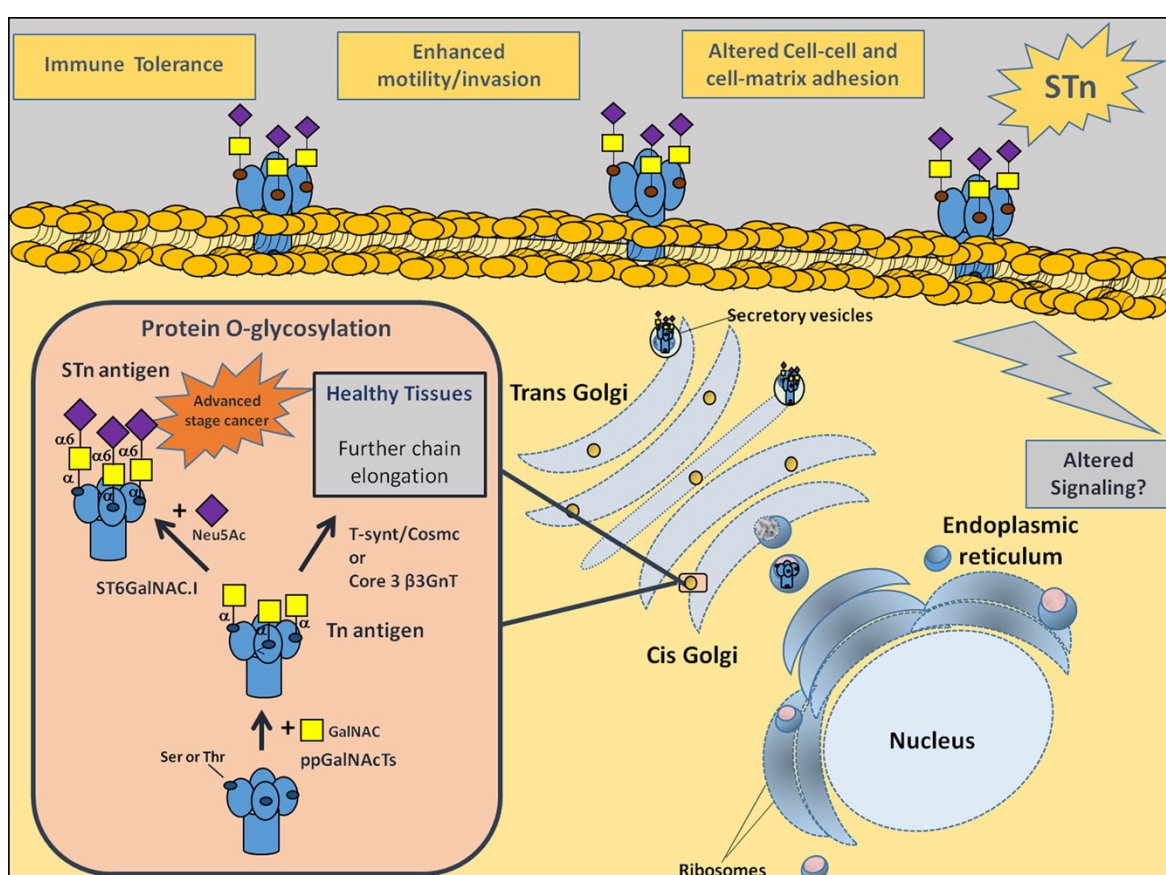 Immune Tolerance
Enhanced
motility/invasion
Altered Cell-cell and
cell-matrix adhesion
STn
Protein O-glycosylation
STn antigen
Advanced
stage cancer
Healthy Tissues
Further chain
elongation
α6
α6
α6
α
α
+
Neu5Ac
ST6GalNAC.I
T-synt/Cosmc
or
Core 3 β3GnT
α
α
α
Tn antigen
+
GalNAC
ppGalNAcTs
Ser or Thr
Secretory vesicles
Trans Golgi
Cis Golgi
Altered
Signaling?
Endoplasmic
reticulum
Nucleus
Ribosomes